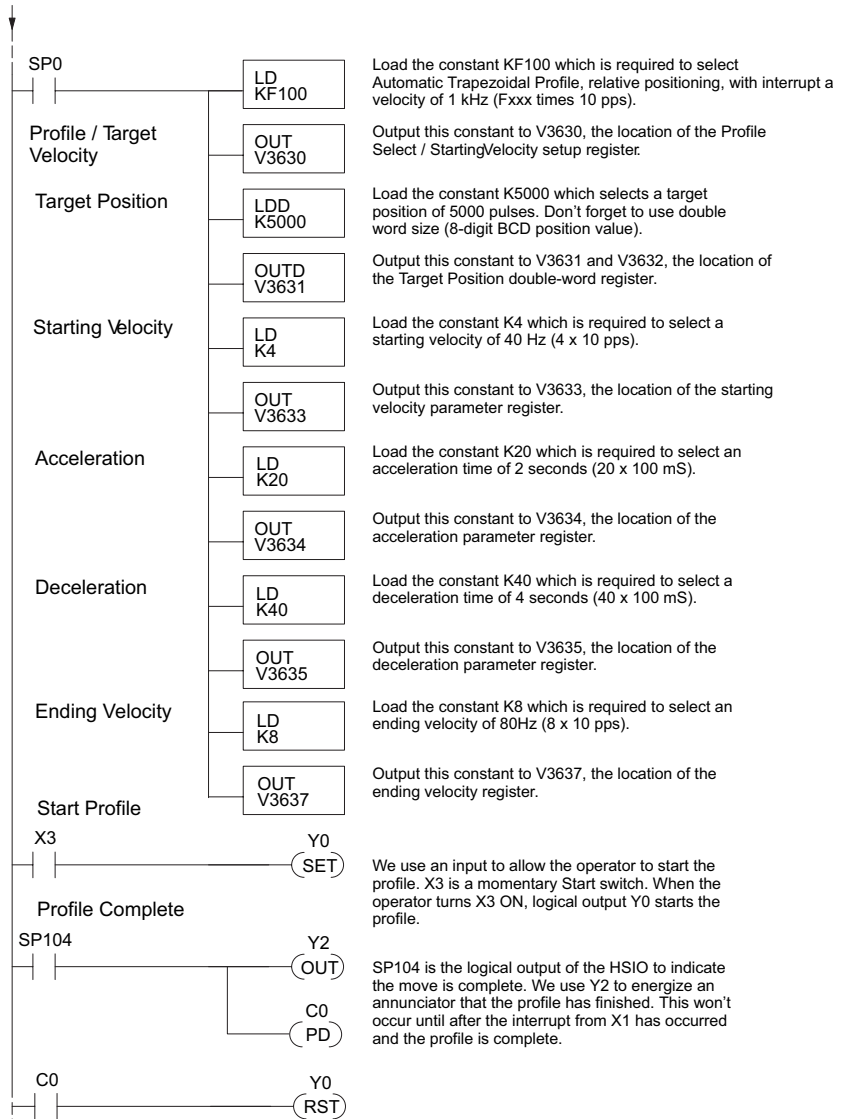 SP0
LD
KF100
Load the constant KF100 which is required to select
Automatic Trapezoidal Profile, relative positioning, with interrupt a
velocity of 1 kHz (Fxxx times 10 pps).
Profile / Target
Velocity
OUT
V3630
Output this constant to V3630, the location of the Profile
Select / StartingVelocity setup register.
Target Position
LDD
K5000
Load the constant K5000 which selects a target
position of 5000 pulses. Don't forget to use double
word size (8-digit BCD position value).
OUTD
V3631
Output this constant to V3631 and V3632, the location of
the Target Position double-word register.
Starting Velocity
LD
K4
Load the constant K4 which is required to select a
starting velocity of 40 Hz (4 x 10 pps).
OUT
V3633
Output this constant to V3633, the location of the starting
velocity parameter register.
Acceleration
LD
K20
Load the constant K20 which is required to select an
acceleration time of 2 seconds (20 x 100 mS).
OUT
V3634
Output this constant to V3634, the location of the
acceleration parameter register.
Deceleration
LD
K40
Load the constant K40 which is required to select a
deceleration time of 4 seconds (40 x 100 mS).
OUT
V3635
Output this constant to V3635, the location of the
deceleration parameter register.
Ending Velocity
LD
K8
Load the constant K8 which is required to select an
ending velocity of 80Hz (8 x 10 pps).
OUT
V3637
Output this constant to V3637, the location of the
ending velocity register.
Start Profile
X3
Y0
SET
We use an input to allow the operator to start the
profile. X3 is a momentary Start switch. When the
operator turns X3 ON, logical output Y0 starts the
profile.
Profile Complete
SP104
Y2
OUT
SP104 is the logical output of the HSIO to indicate
the move is complete. We use Y2 to energize an
annunciator that the profile has finished. This won't
occur until after the interrupt from X1 has occurred
and the profile is complete.
C0
PD
C0
Y0
RST